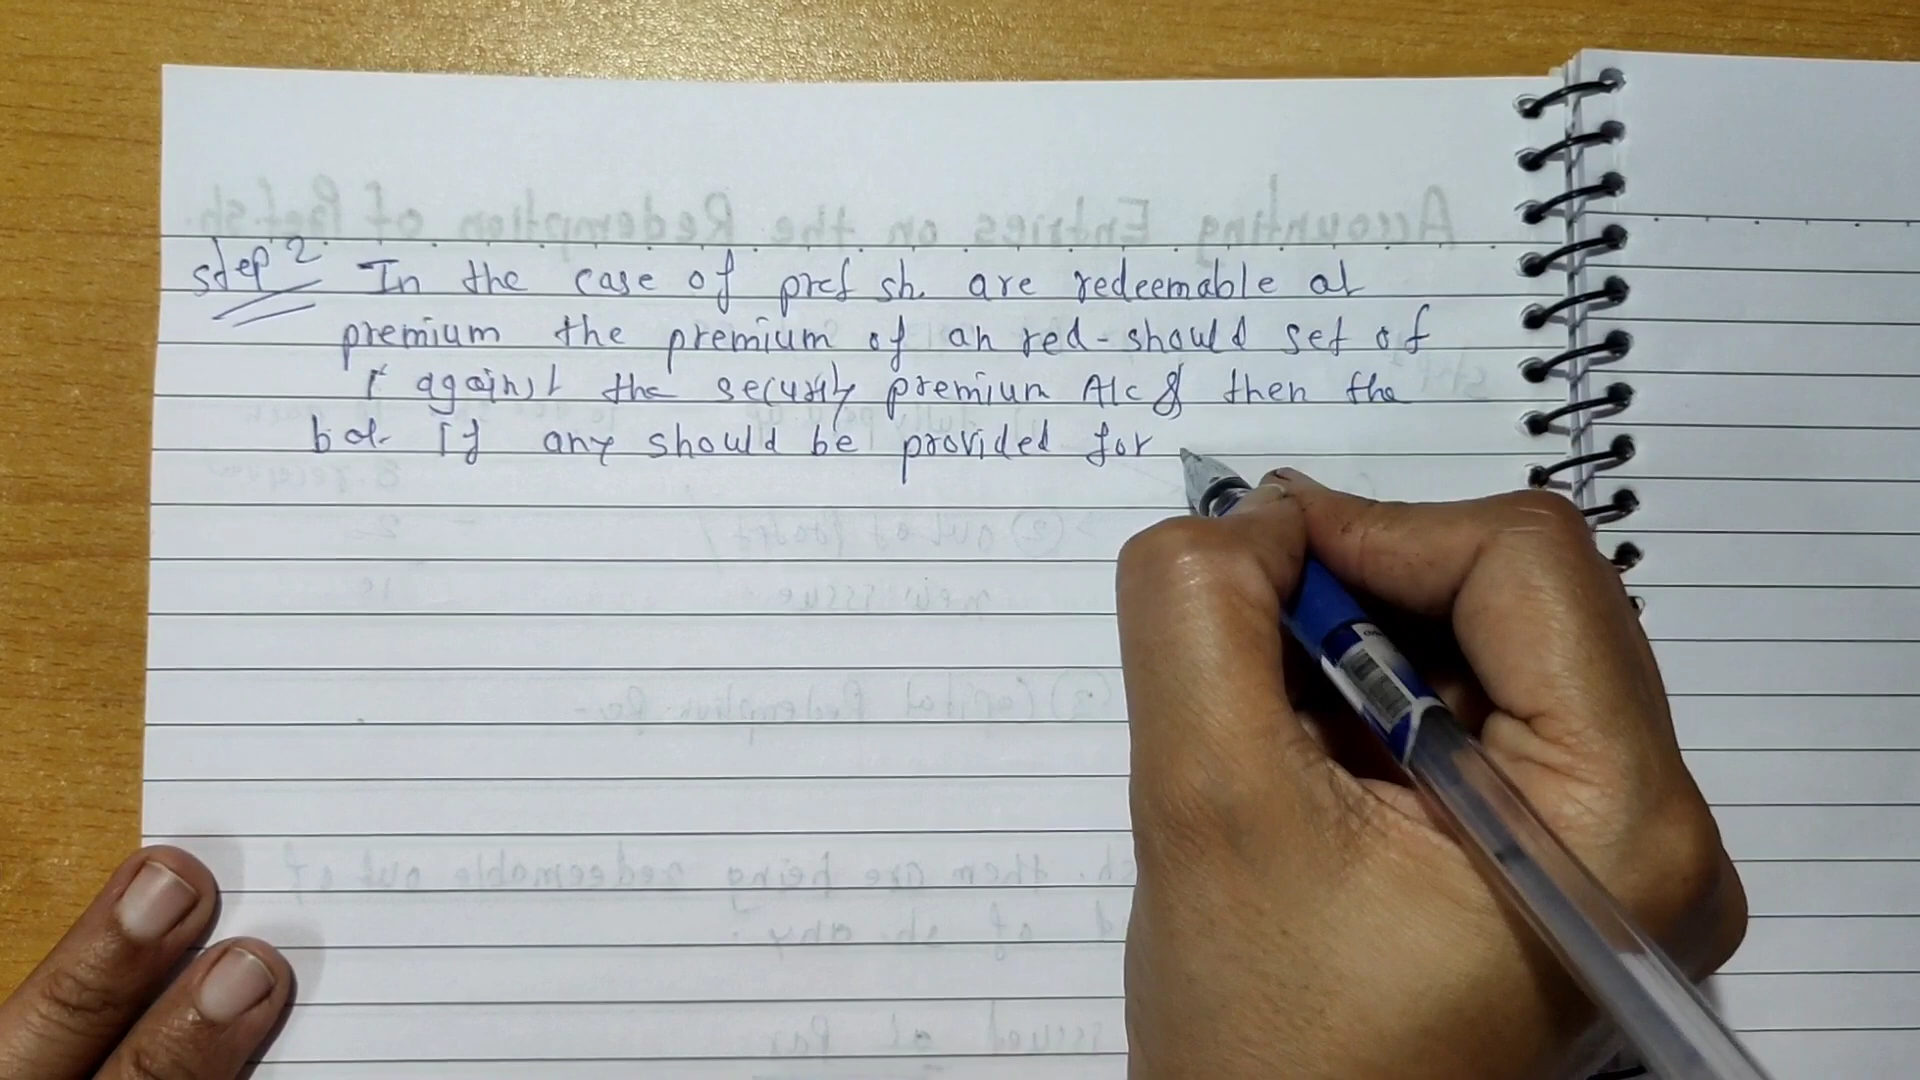 step 2 In the case of pref sh. are redeemable at
premium the premium of an red- should set of
against the security premium A/c & then the
bal. If any should be provided for